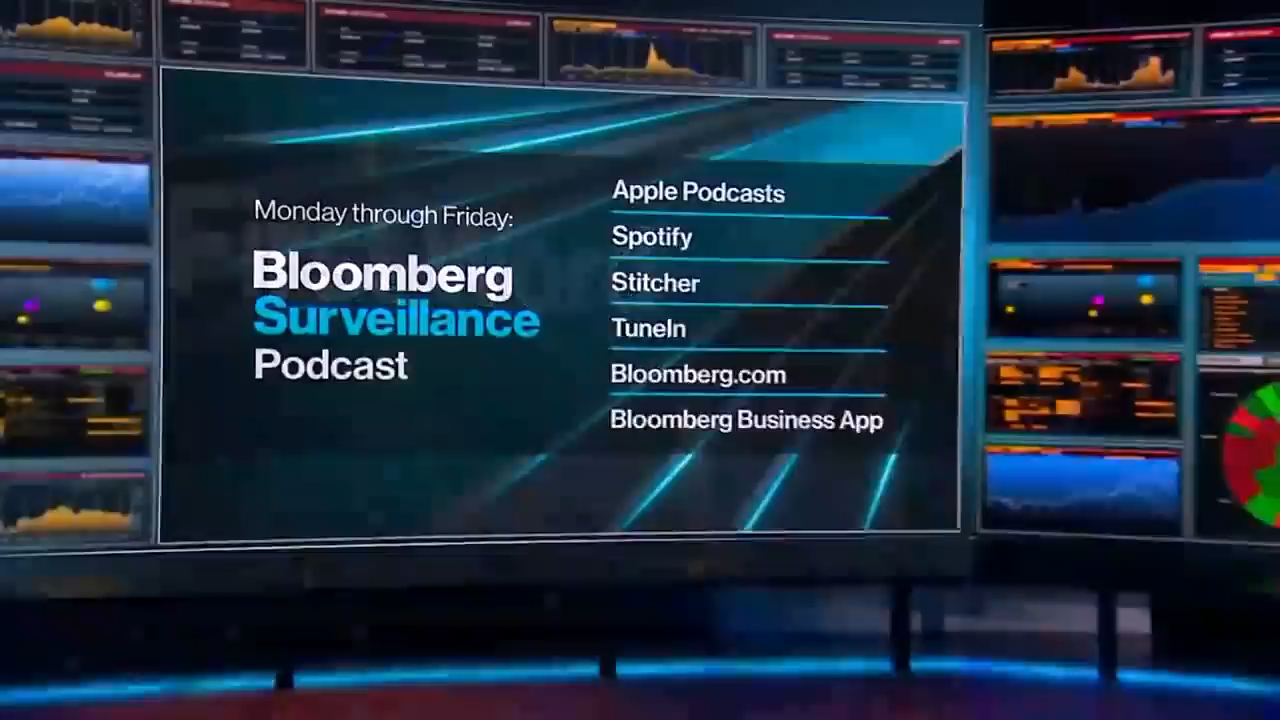 Monday through Friday:
Bloomberg
Surveillance
Podcast
Apple Podcasts
Spotify
Stitcher
TuneIn
Bloomberg.com
Bloomberg Business App